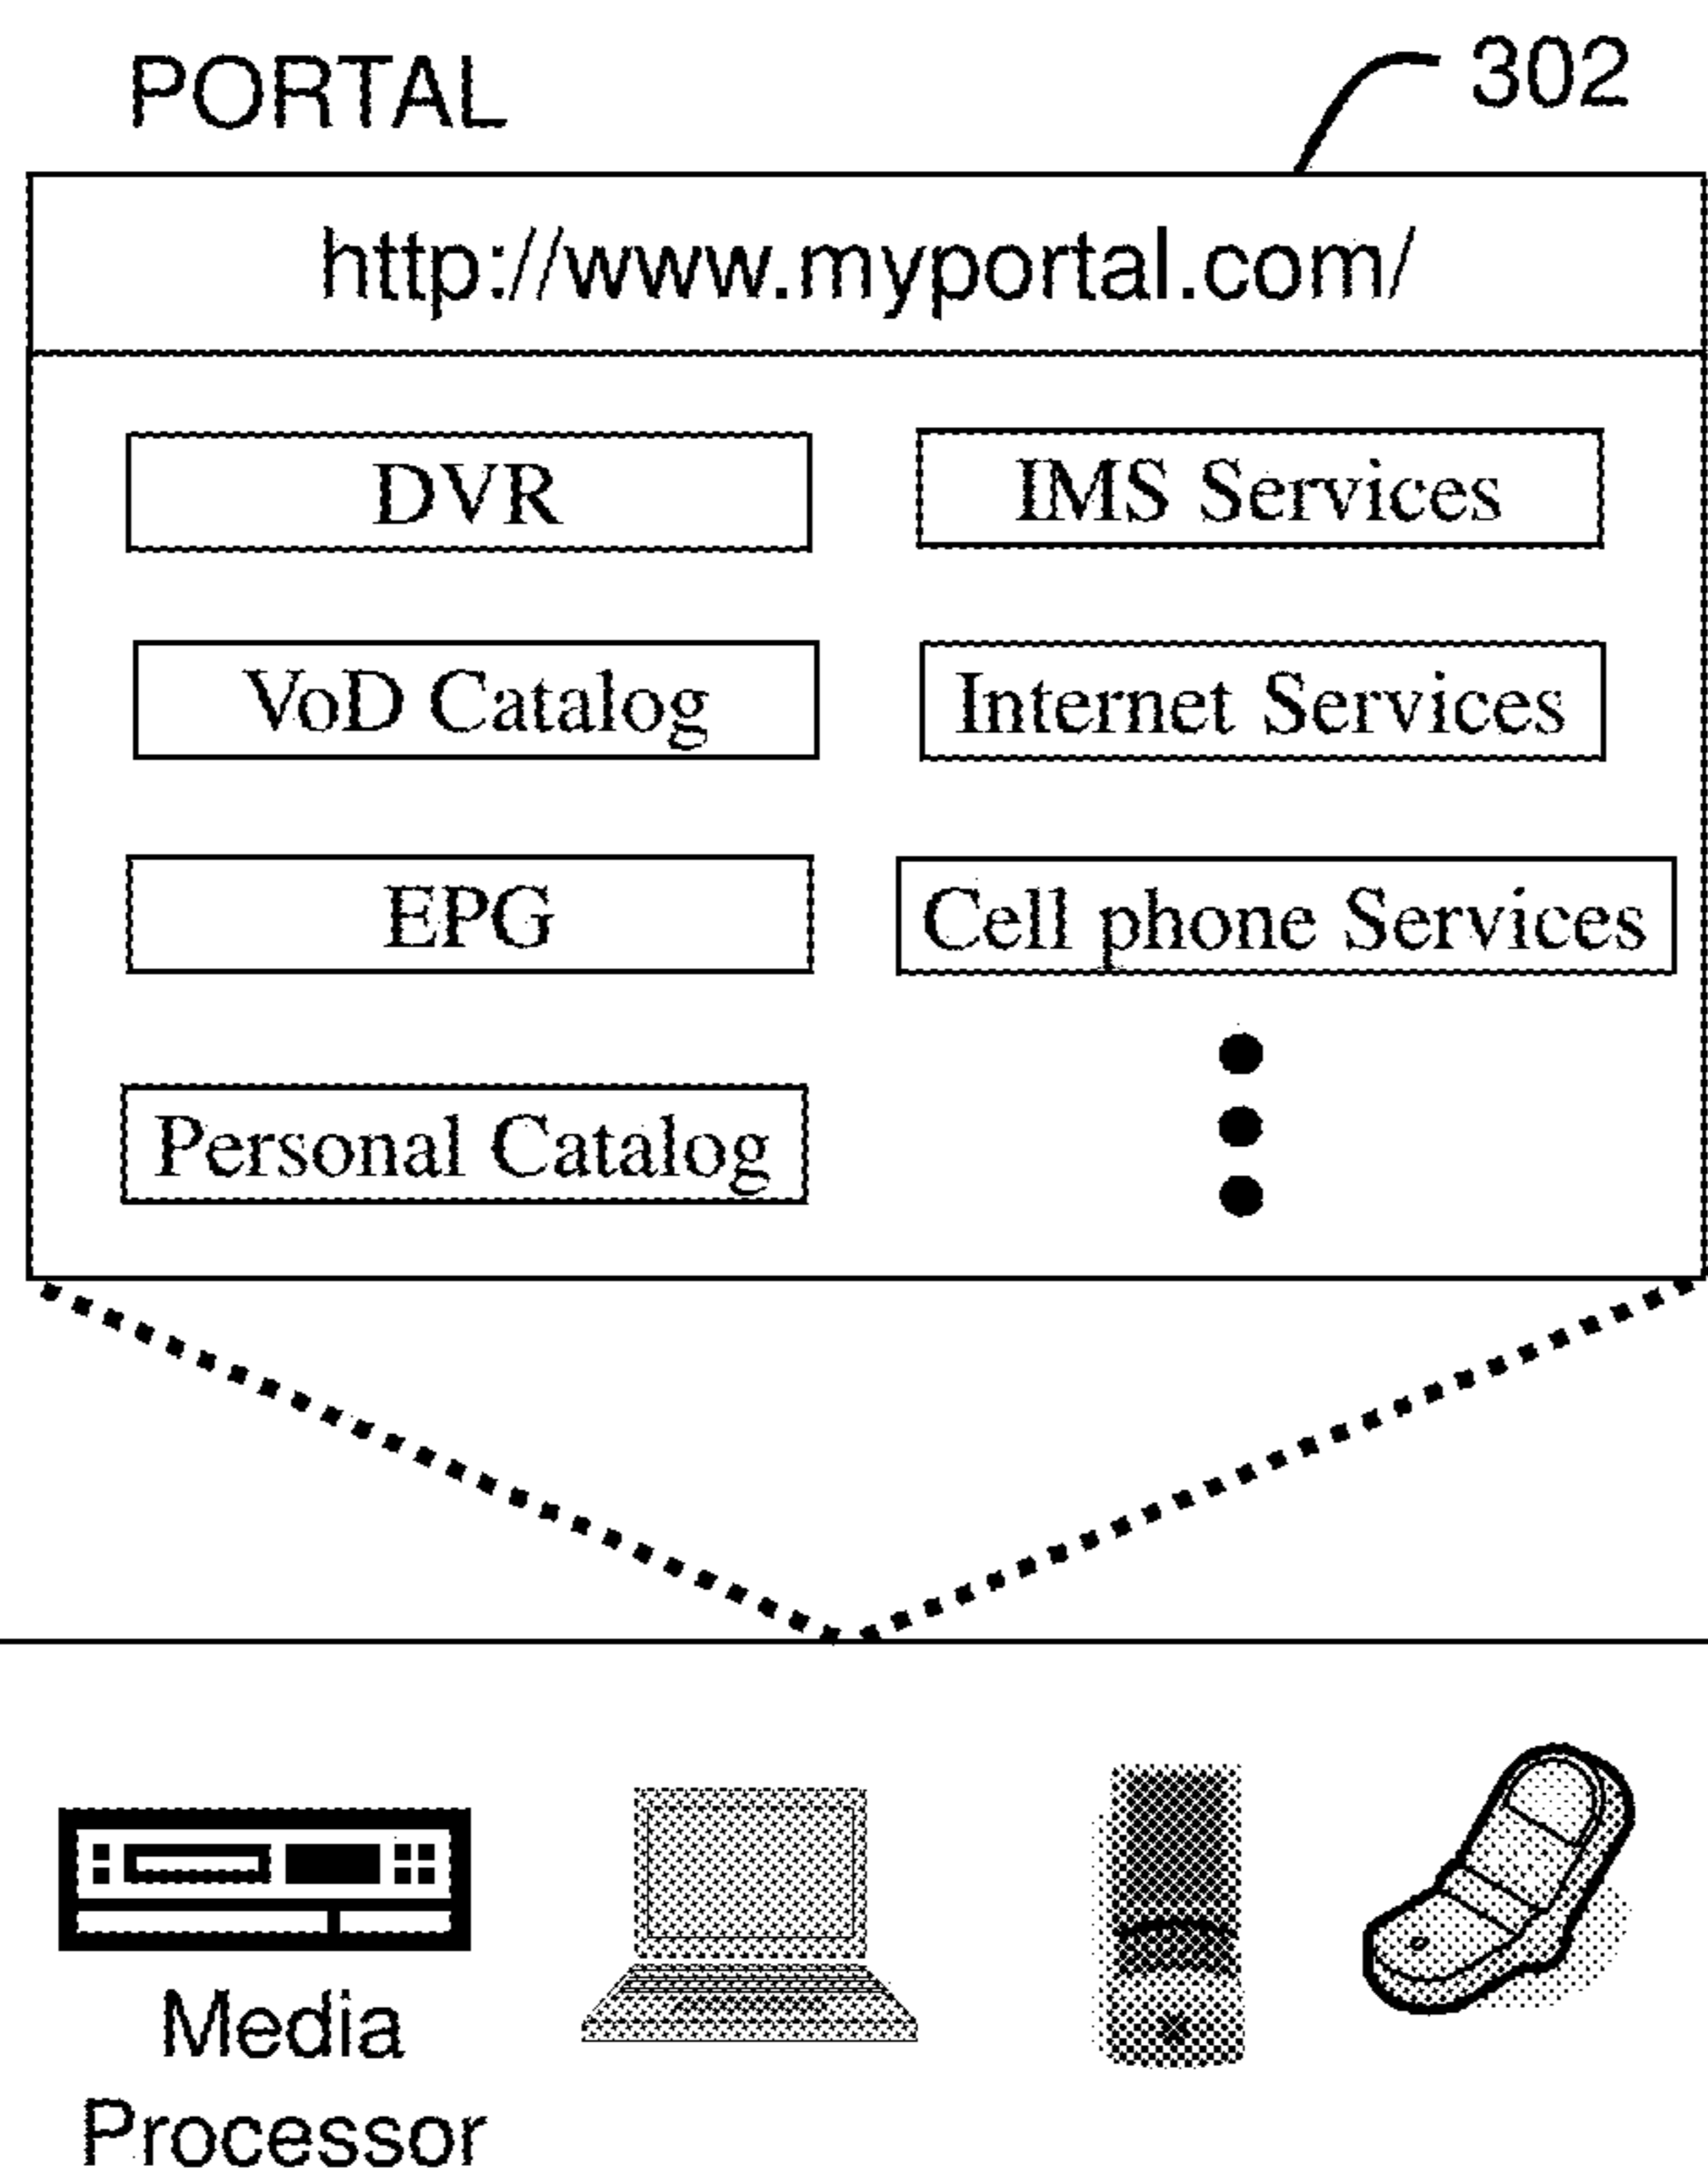 PORTAL
302
http://www.myportal.com/
DVR
IMS Services
VoD Catalog
Internet Services
EPG
Cell phone Services
Personal Catalog
Media
Processor